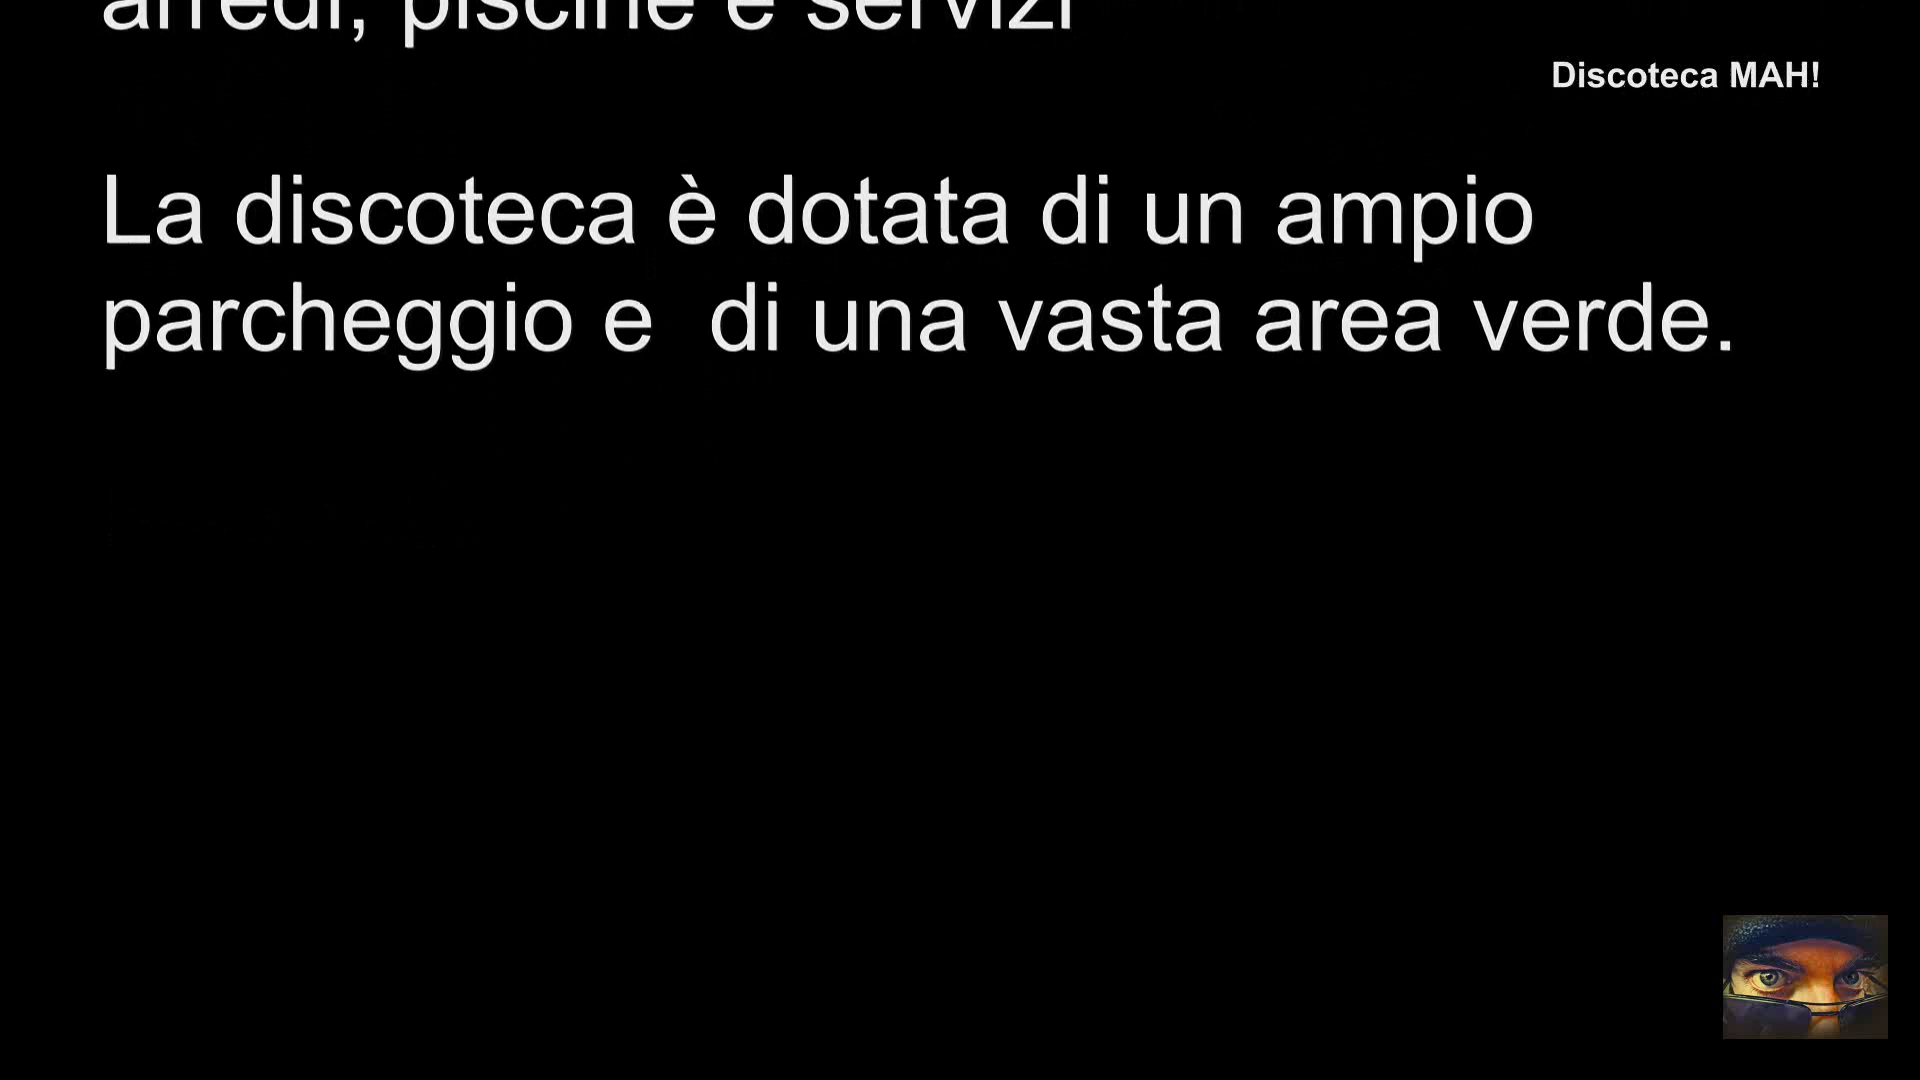 arredi, piscine e servizi
Discoteca MAH!
La discoteca è dotata di un ampio
parcheggio e  di una vasta area verde.